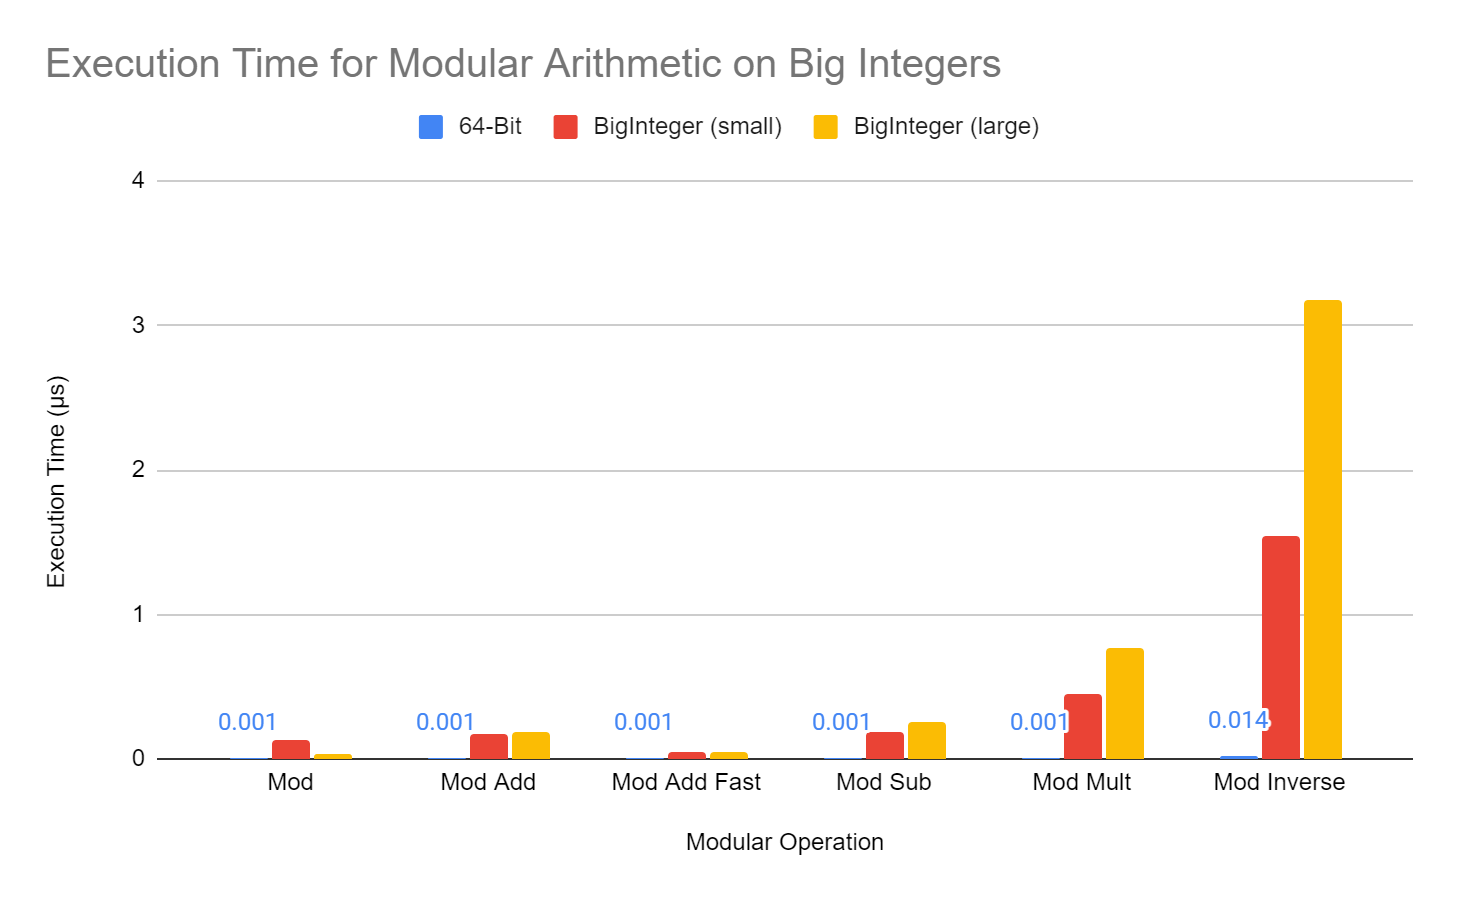 Execution Time for Modular Arithmetic on Big Integers
64-Bit BigInteger (small) BigInteger (large)
4
3
2
1
0
Execution Time (μs)
0.001 0.001 0.001 0.001 0.001 0.014
Mod Mod Add Mod Add Fast Mod Sub Mod Mult Mod Inverse
Modular Operation